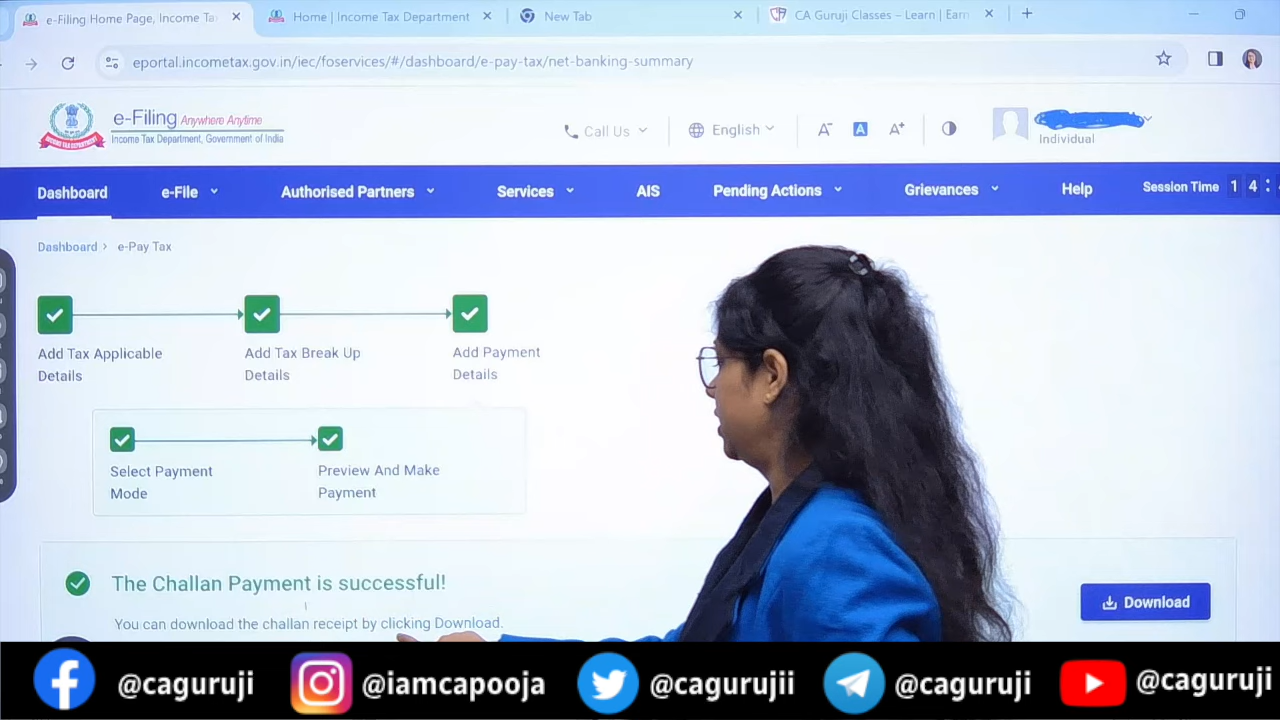 e-Filing Home Page, Income Ta
Home | Income Tax Department
New Tab
CA Guruji Classes – Learn | Earn
eportal.incometax.gov.in/iec/foservices/#/dashboard/e-pay-tax/net-banking-summary
e-Filing Anywhere Anytime
Income Tax Department, Government of India
Call Us
English
A-
A
A+
Individual
Dashboard
e-File
Authorised Partners
Services
AIS
Pending Actions
Grievances
Help
Session Time 1 4 :
Dashboard > e-Pay Tax
Add Tax Applicable
Details
Add Tax Break Up
Details
Add Payment
Details
Select Payment
Mode
Preview And Make
Payment
The Challan Payment is successful!
You can download the challan receipt by clicking Download.
Download
@caguruji
@iamcapooja
@cagurujii
@caguruji
@caguruji